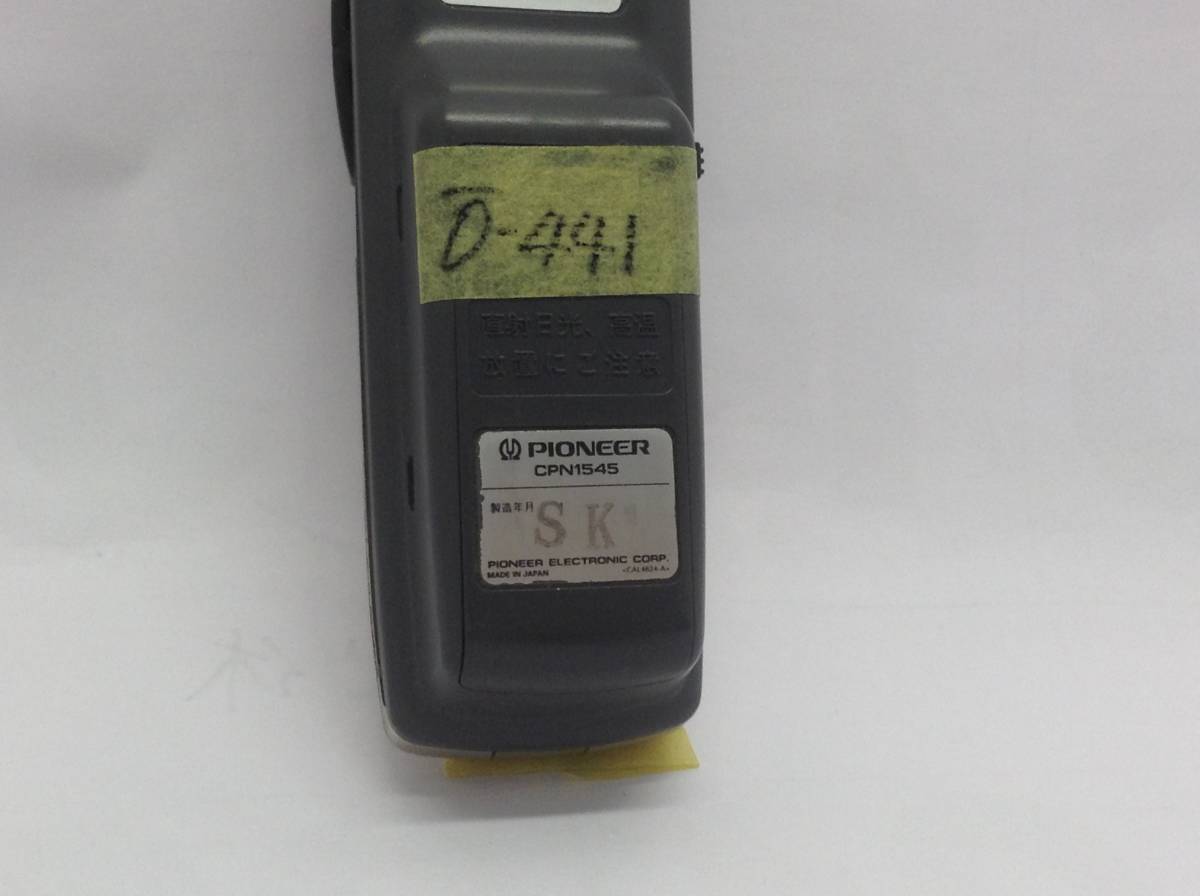 D-441
直射日光、高温
放置にご注意
PIONEER
CPN1545
製造年月
SK
PIONEER ELECTRONIC CORP.
MADE IN JAPAN
<CAL4624-A>